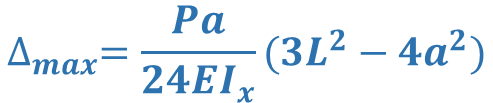 Δmax= Pa/24EIx (3L² − 4a²)